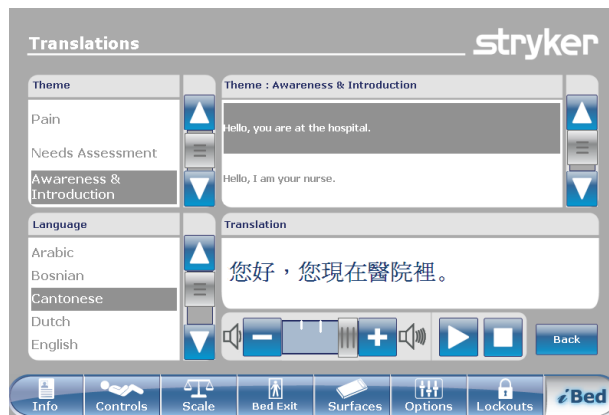 Translations
stryker
Theme
Pain
Needs Assessment
Awareness &
Introduction
Theme : Awareness & Introduction
Hello, you are at the hospital.
Hello, I am your nurse.
Language
Arabic
Bosnian
Cantonese
Dutch
English
Translation
您好，您現在醫院裡。
Back
Info
Controls
Scale
Bed Exit
Surfaces
Options
Lockouts
iBed